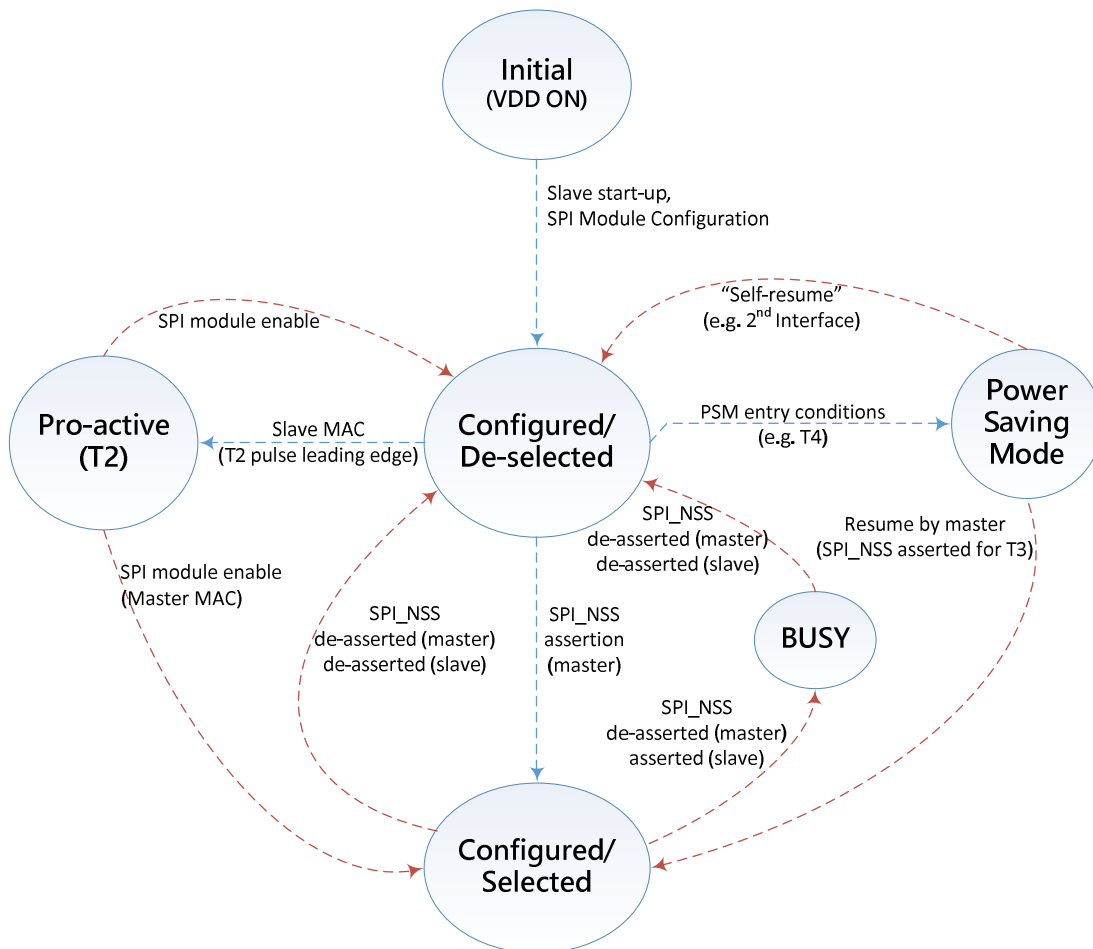 Initial
(VDD ON)
Slave start-up,
SPI Module Configuration
“Self-resume”
(e.g. 2nd Interface)
SPI module enable
Pro-active
(T2)
Slave MAC
(T2 pulse leading edge)
Configured/
De-selected
PSM entry conditions
(e.g. T4)
Power
Saving
Mode
SPI_NSS
de-asserted (master)
de-asserted (slave)
Resume by master
(SPI_NSS asserted for T3)
SPI module enable
(Master MAC)
SPI_NSS
de-asserted (master)
de-asserted (slave)
SPI_NSS
assertion
(master)
BUSY
SPI_NSS
de-asserted (master)
asserted (slave)
Configured/
Selected